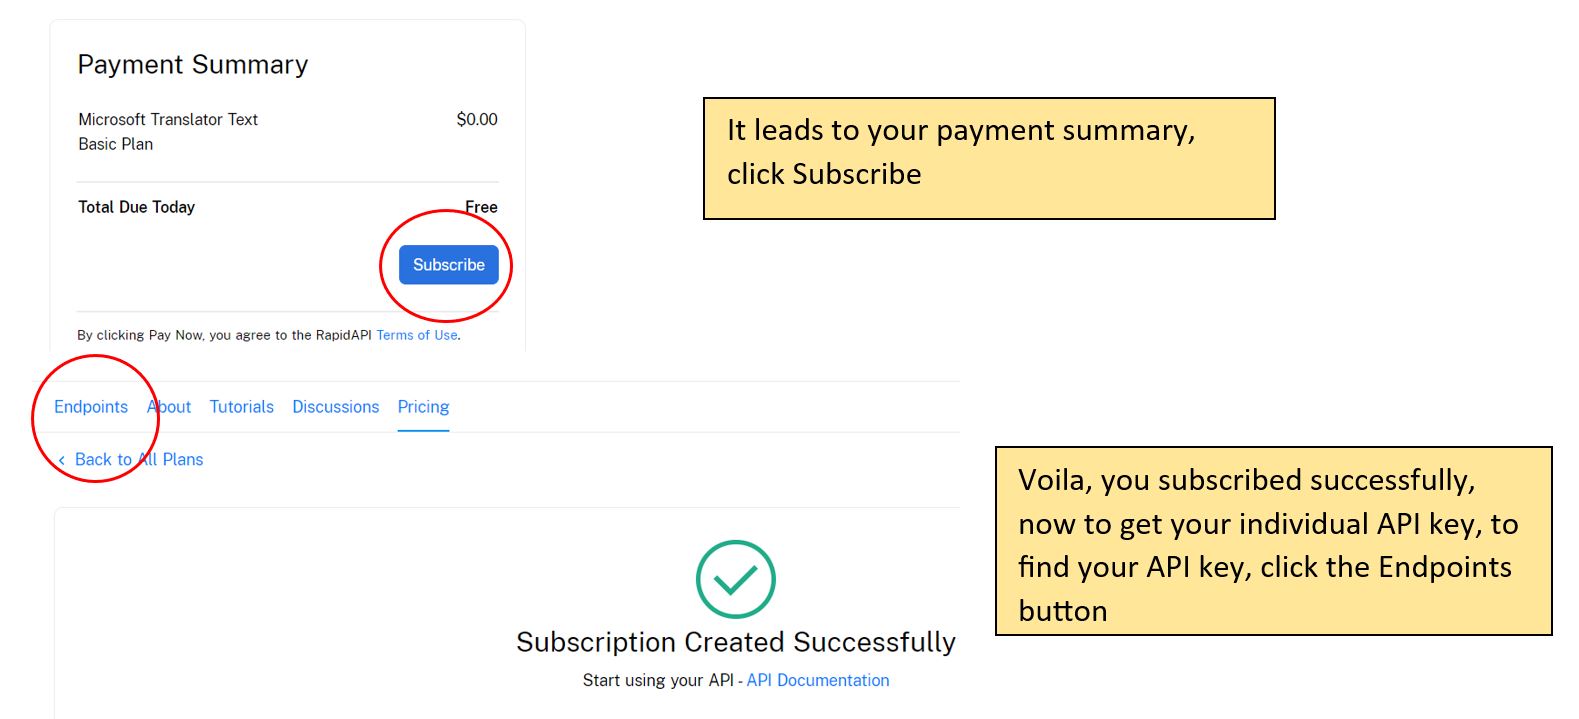 Payment Summary
Microsoft Translator Text $0.00
Basic Plan
Total Due Today Free
Subscribe
By clicking Pay Now, you agree to the RapidAPI Terms of Use.
It leads to your payment summary,
click Subscribe
Endpoints About Tutorials Discussions Pricing
< Back to All Plans
Subscription Created Successfully
Start using your API - API Documentation
Voila, you subscribed successfully,
now to get your individual API key, to
find your API key, click the Endpoints
button